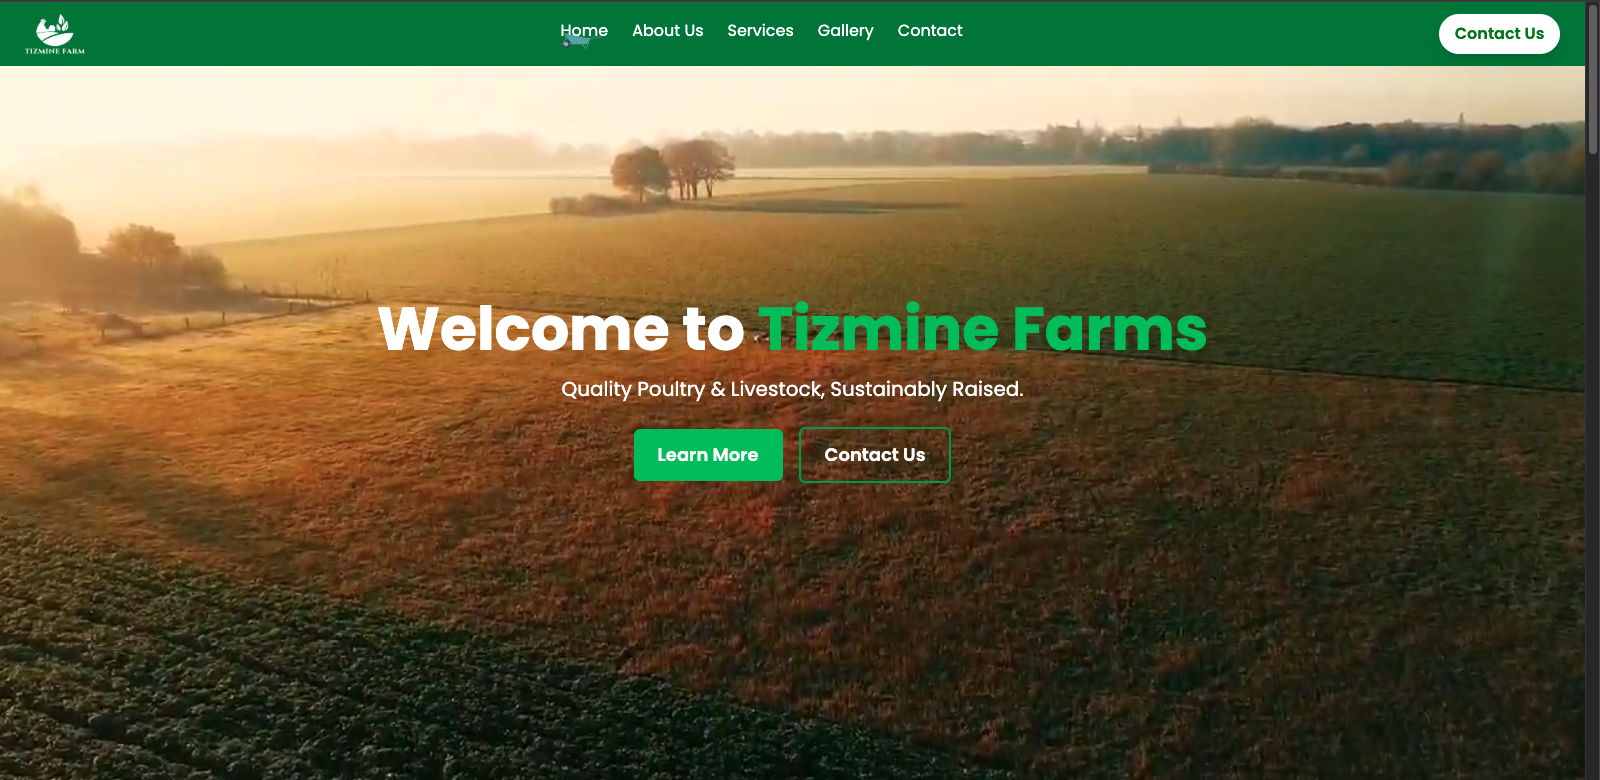 TIZMINE FARM
Home About Us Services Gallery Contact
Contact Us
Welcome to Tizmine Farms
Quality Poultry & Livestock, Sustainably Raised.
Learn More
Contact Us